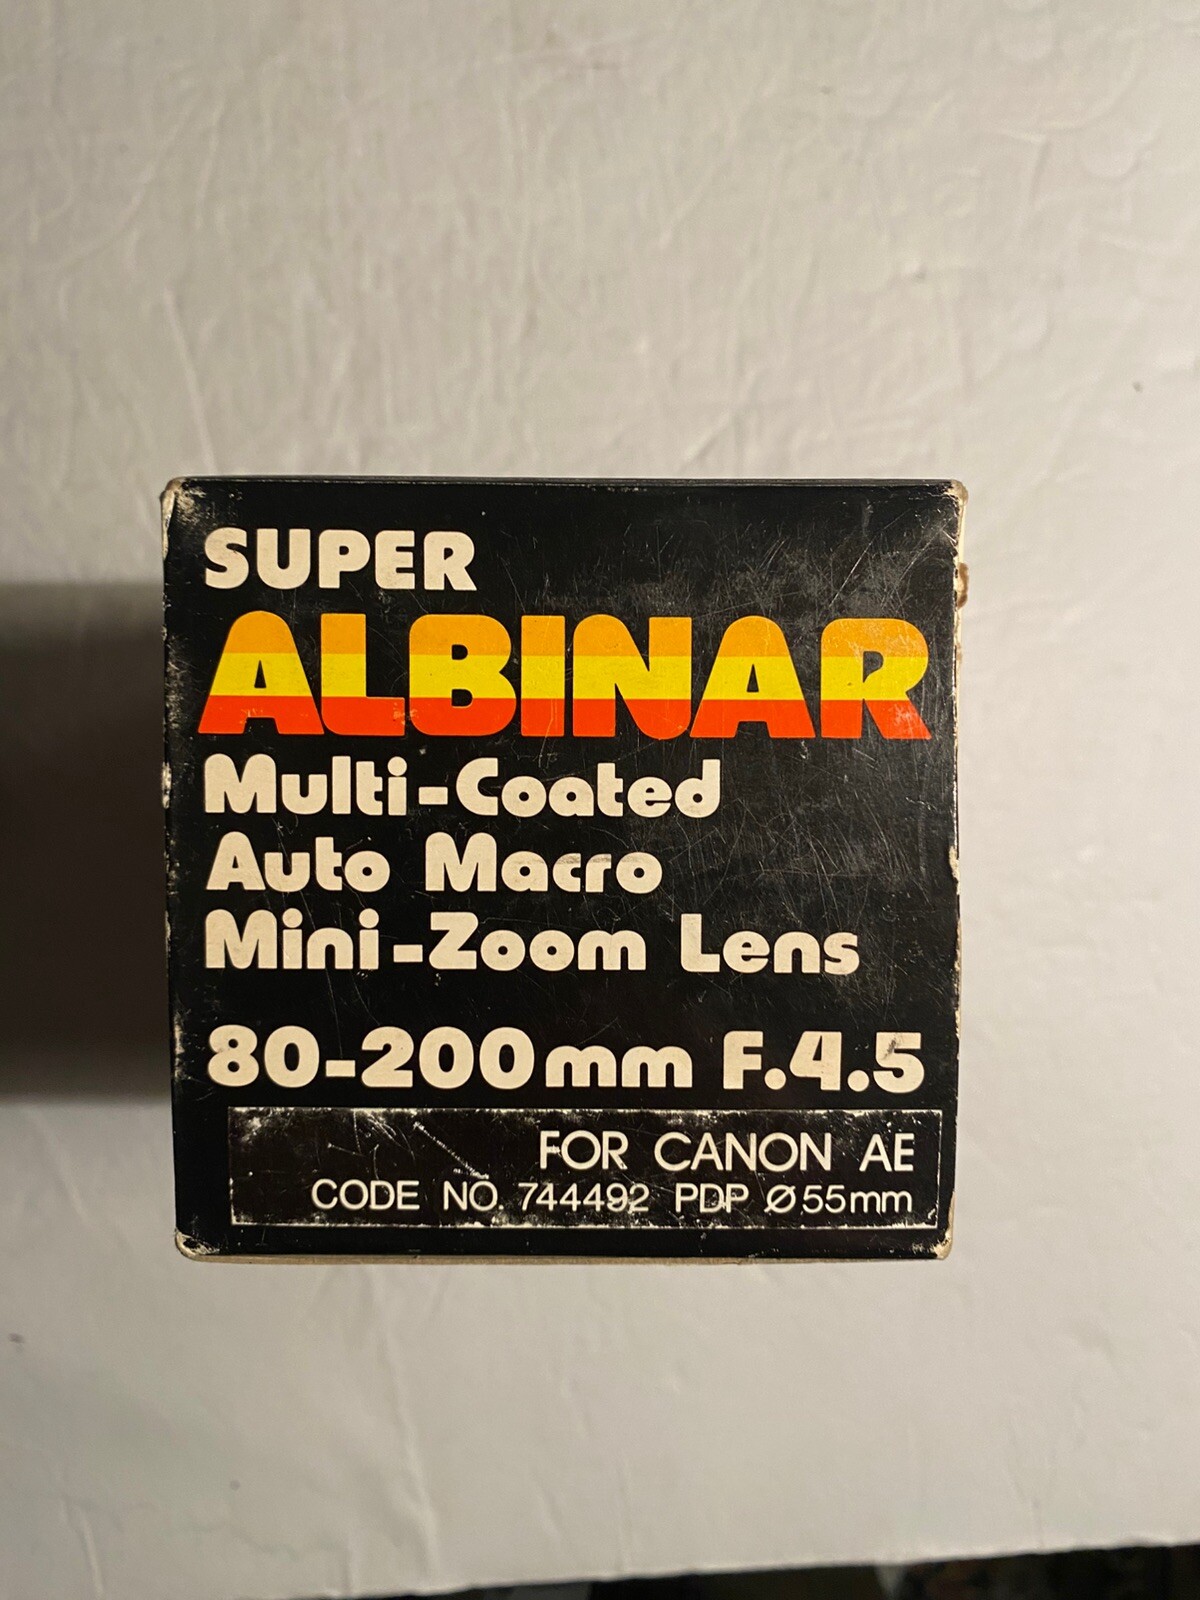 SUPER
ALBINAR
Multi-Coated
Auto Macro
Mini-Zoom Lens
80-200mm F.4.5
FOR CANON AE
CODE NO. 744492 PDP Ø55mm